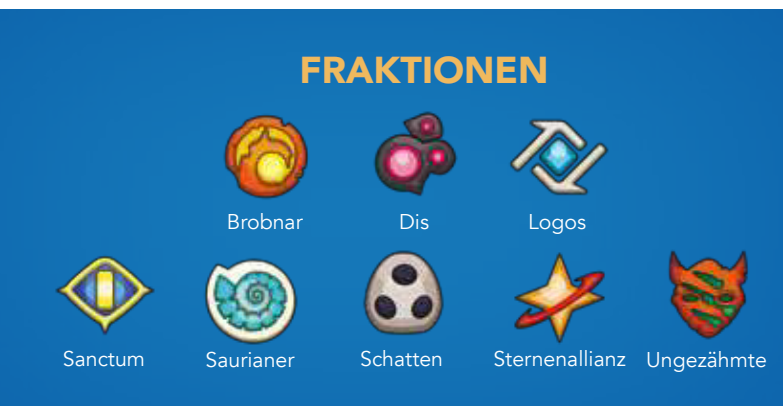 FRAKTIONEN
Brobnar Dis Logos
Sanctum Saurianer Schatten Sternenallianz Ungezähmte